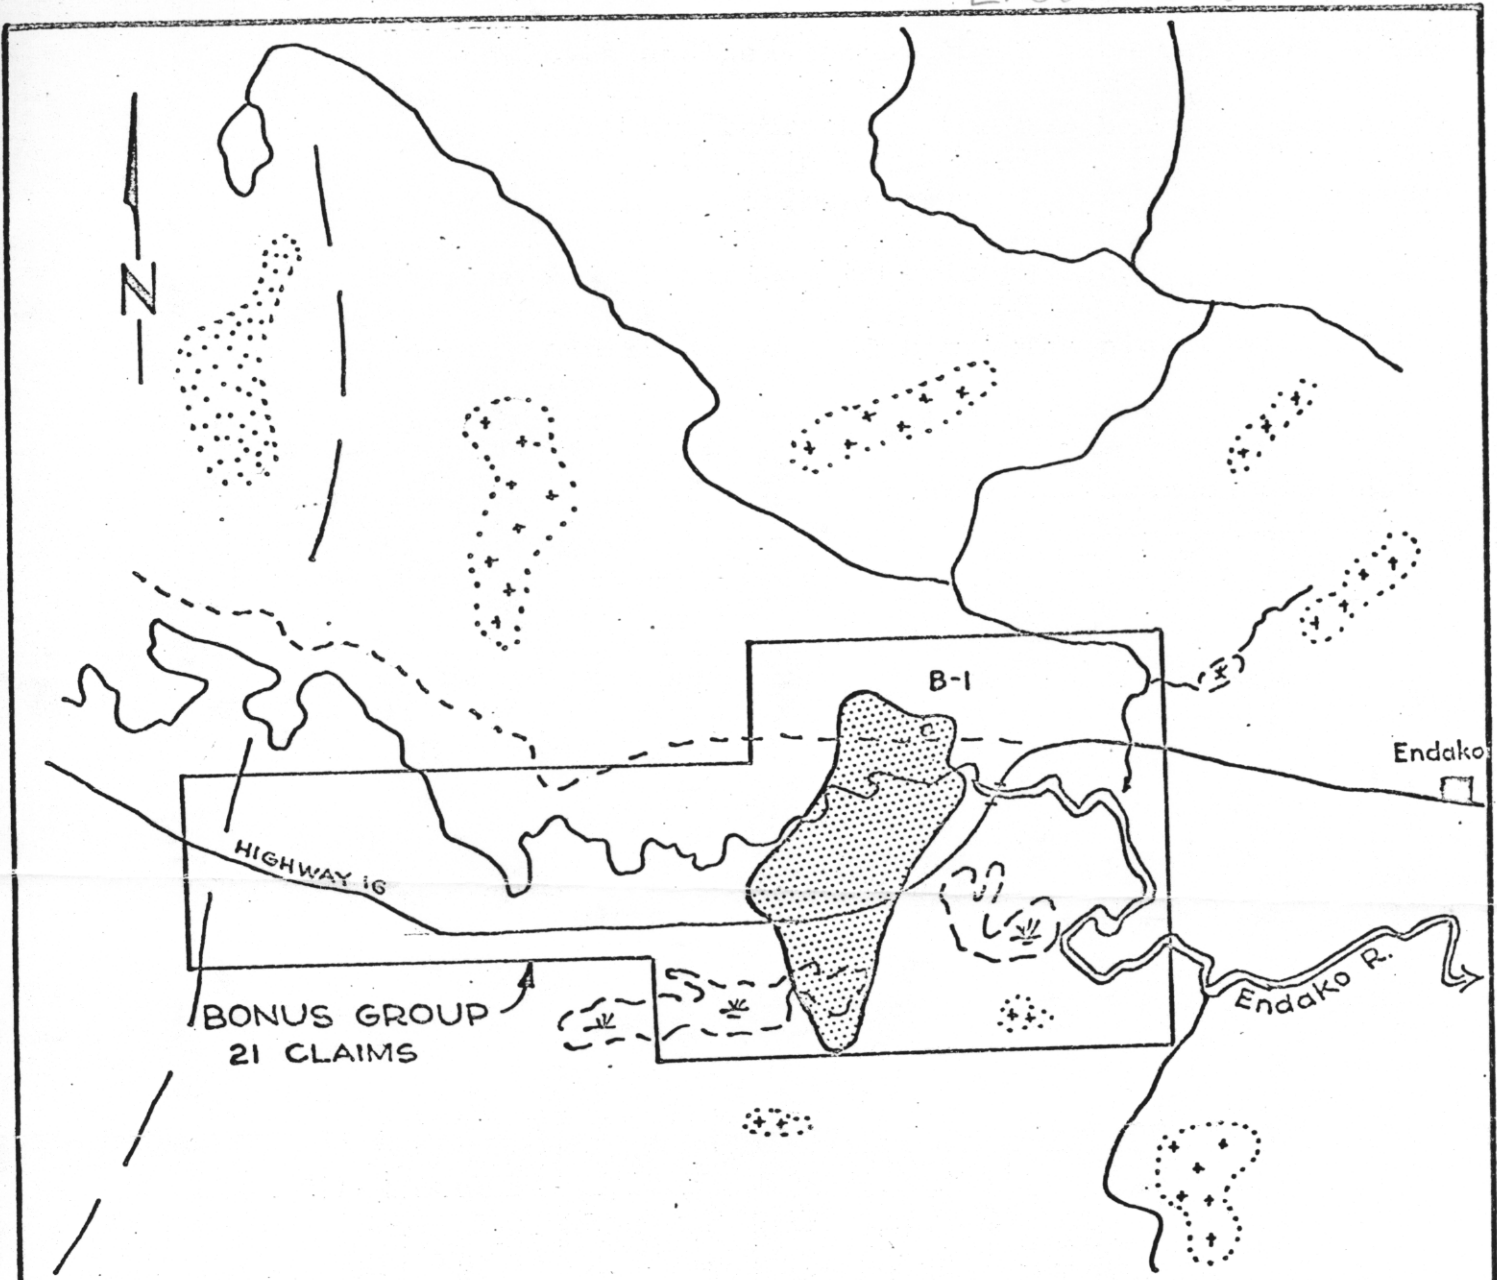 N
B-1
Endako
HIGHWAY 16
BONUS GROUP
21 CLAIMS
Endako R.